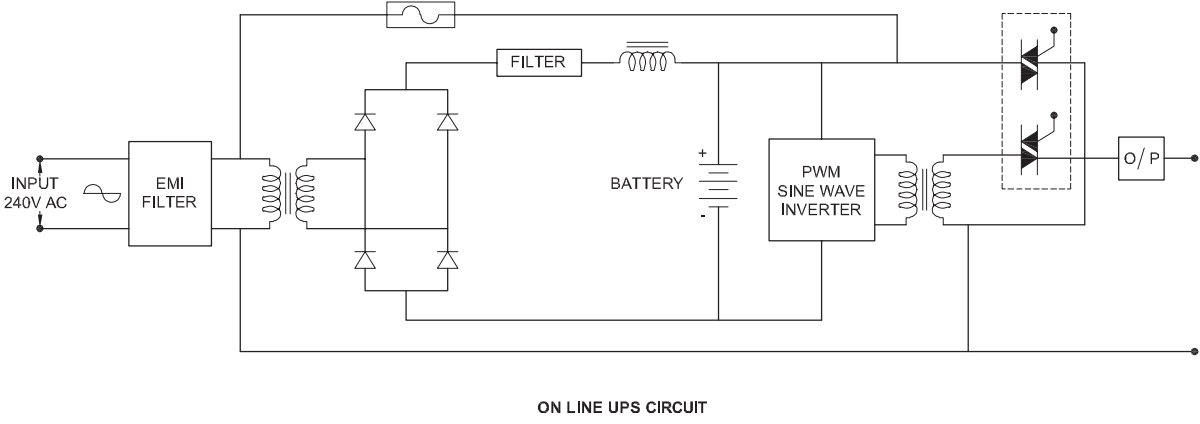 FILTER
INPUT
240V AC
EMI
FILTER
BATTERY
+
-
PWM
SINE WAVE
INVERTER
O/P
ON LINE UPS CIRCUIT